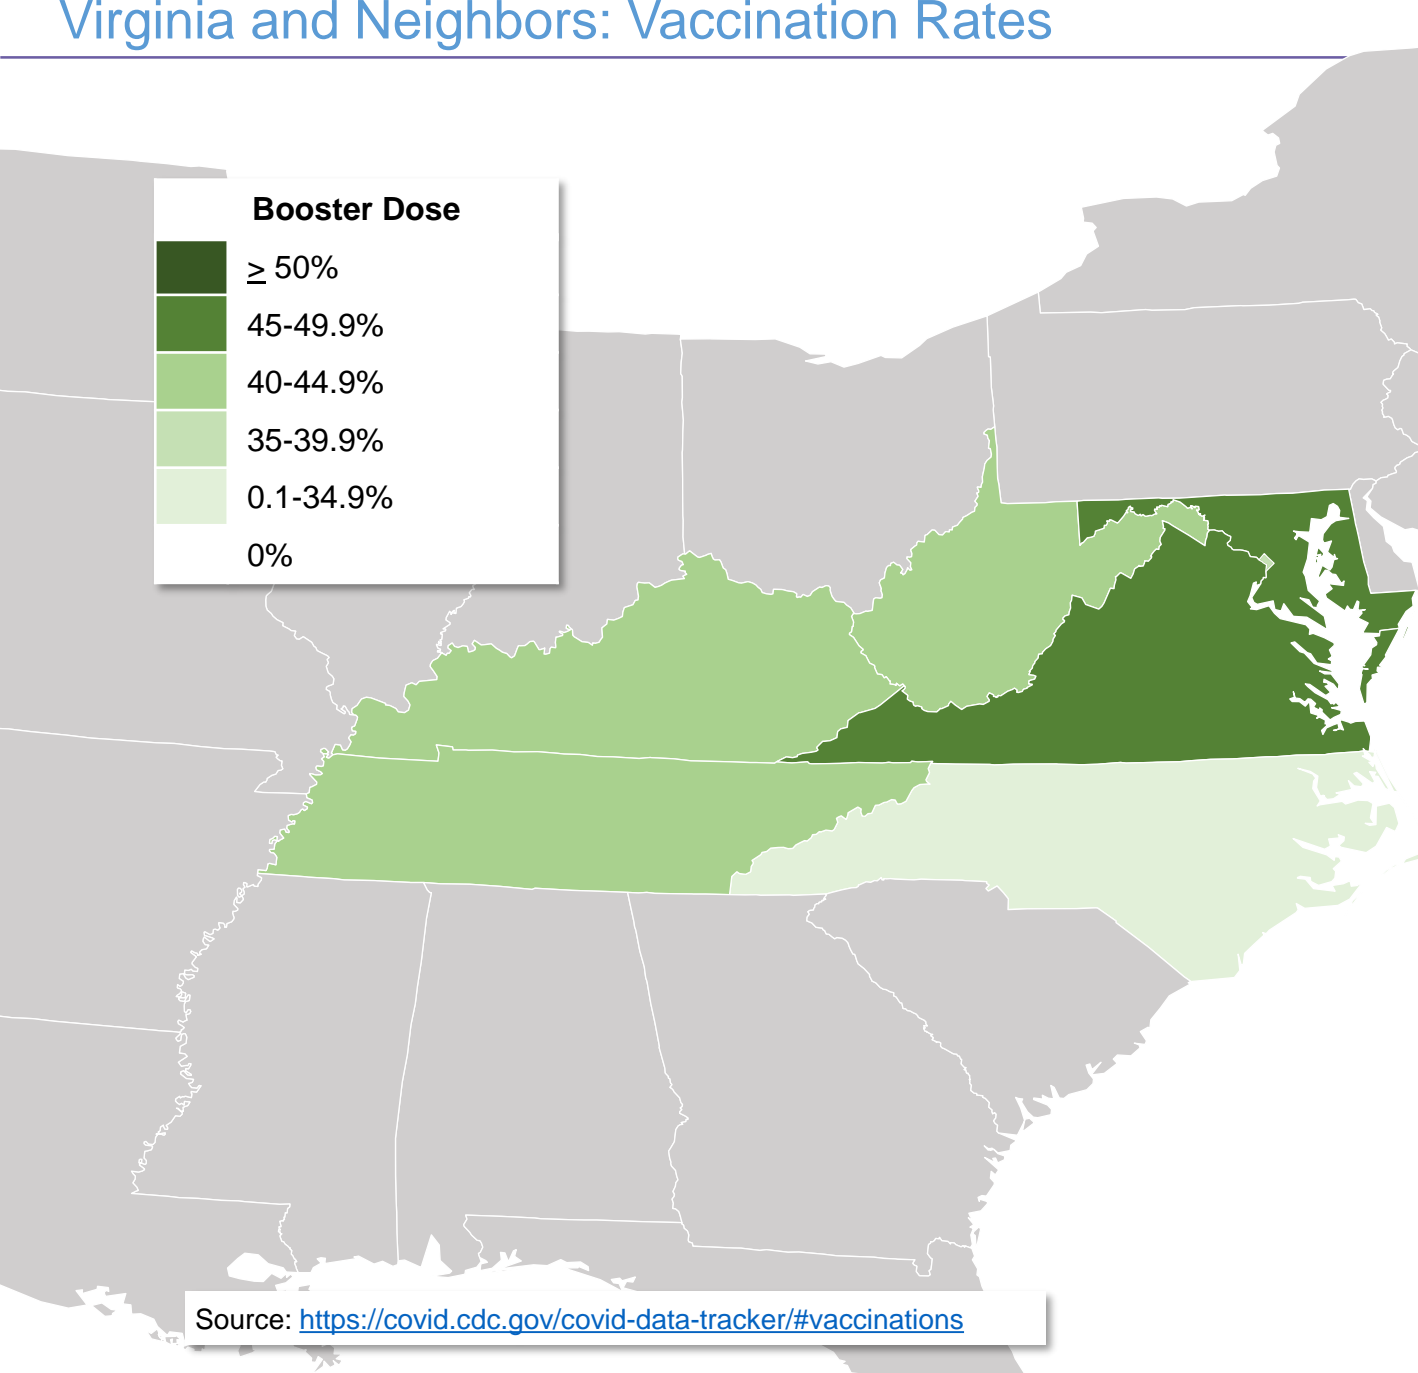 Virginia and Neighbors: Vaccination Rates
Booster Dose
≥ 50%
45-49.9%
40-44.9%
35-39.9%
0.1-34.9%
0%
Source: https://covid.cdc.gov/covid-data-tracker/#vaccinations